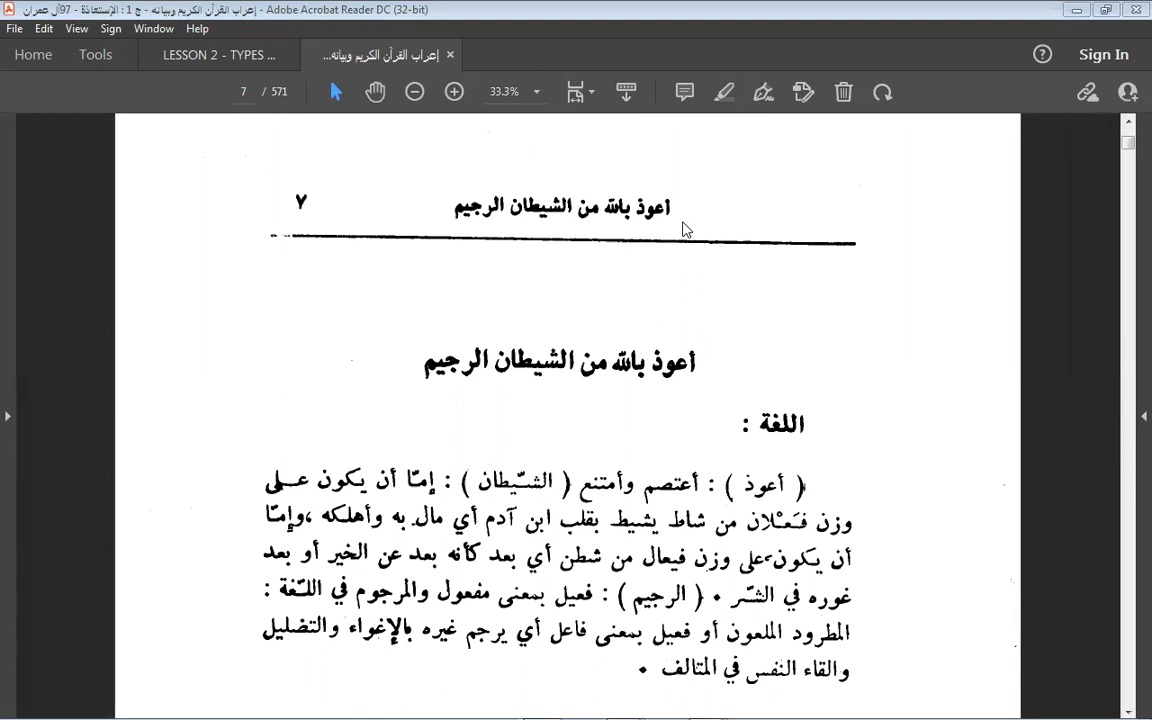 إعراب القرآن الكريم وبيانه - ج 1 : الإستعاذة - 97آل عمران - Adobe Acrobat Reader DC (32-bit)
File Edit View Sign Window Help
Home Tools LESSON 2 - TYPES ... إعراب القرآن الكريم وبيانه... × Sign In
7 / 571 33.3%
أعوذ بالله من الشيطان الرجيم ٧
أعوذ بالله من الشيطان الرجيم
اللغة :
( أعوذ ) : أعتصم وأمتنع ( الشّيطان ) : إمّا أن يكون على
وزن فَعْلان من شاط يشيط بقلب ابن آدم أي مال به وأهلكه ،وإمّا
أن يكون على وزن فيعال من شطن أي بعد كأنه بعد عن الخير أو بعد
غوره في الشّر • ( الرجيم ) : فعيل بمعنى مفعول والمرجوم في اللّغة :
المطرود الملعون أو فعيل بمعنى فاعل أي يرجم غيره بالإغواء والتضليل
والقاء النفس في المتالف •